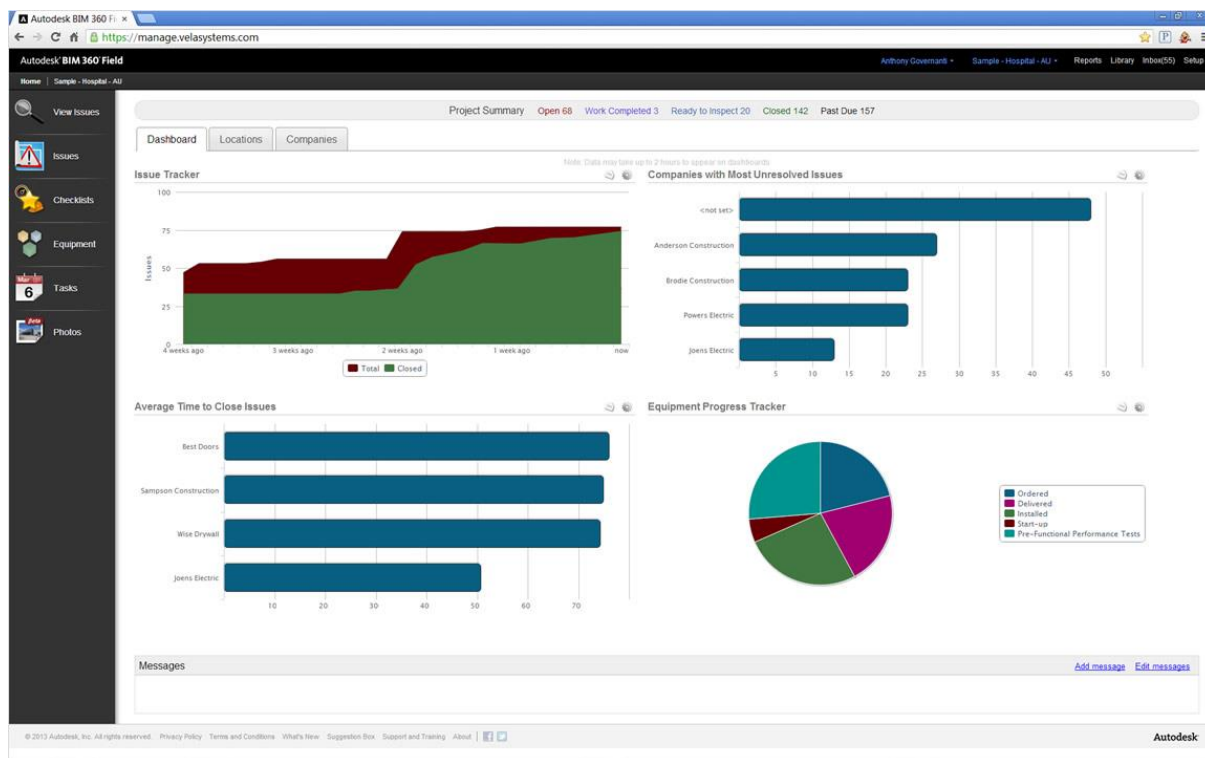 Autodesk BIM 360 Fi
https://manage.velasystems.com
Autodesk BIM 360 Field
Anthony Governanti
Sample - Hospital - AU
Reports Library Inbox(55) Setup
Home | Sample - Hospital - AU
View Issues
Issues
Checklists
Equipment
Tasks
Photos
Project Summary Open 68 Work Completed 3 Ready to Inspect 20 Closed 142 Past Due 157
Dashboard Locations Companies
Note: Data may take up to 2 hours to appear on dashboards
Issue Tracker
100
75
50
25
0
Issues
4 weeks ago 3 weeks ago 2 weeks ago 1 week ago now
Total Closed
Companies with Most Unresolved Issues
<not set>
Anderson Construction
Brodie Construction
Powers Electric
Joens Electric
5 10 15 20 25 30 35 40 45 50
Average Time to Close Issues
Best Doors
Sampson Construction
Wise Drywall
Joens Electric
10 20 30 40 50 60 70
Equipment Progress Tracker
Ordered
Delivered
Installed
Start-up
Pre-Functional Performance Tests
Messages
Add message Edit messages
© 2013 Autodesk, Inc. All rights reserved. Privacy Policy Terms and Conditions What's New Suggestion Box Support and Training About |
Autodesk